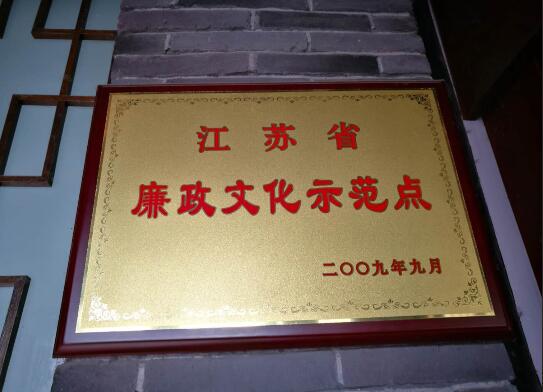 江苏省
廉政文化示范点
二〇〇九年九月